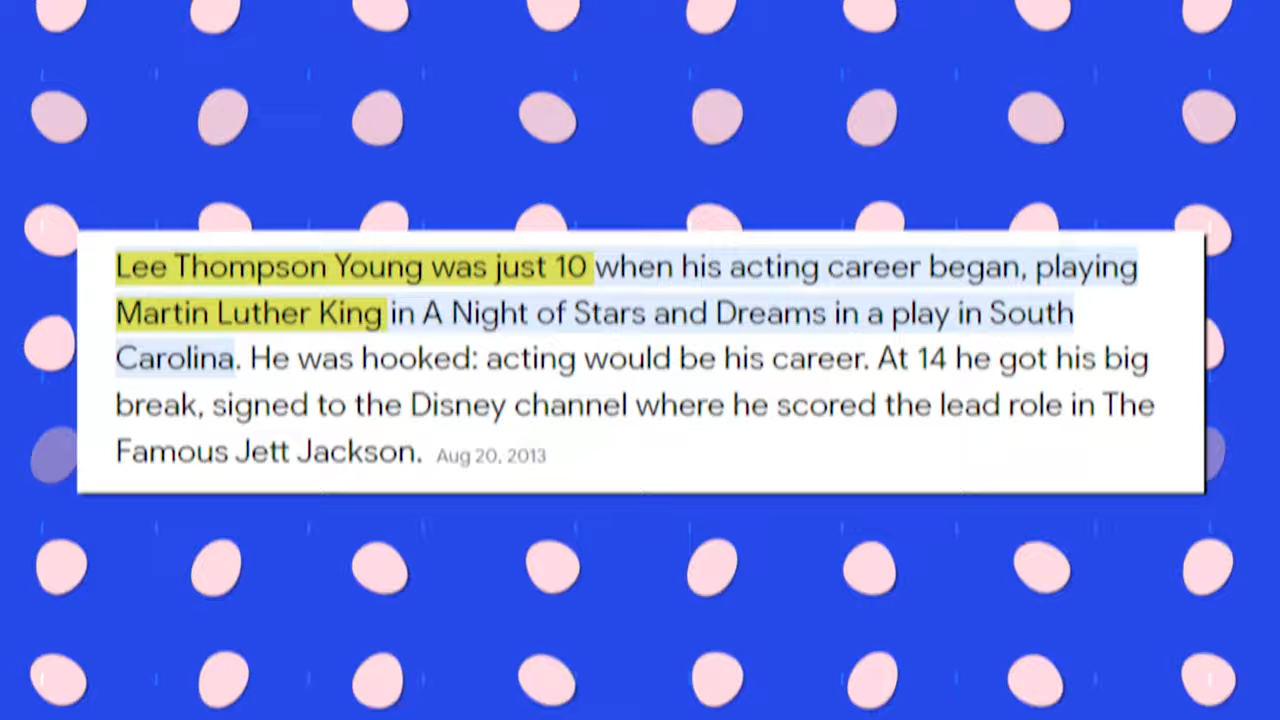 Lee Thompson Young was just 10 when his acting career began, playing
Martin Luther King in A Night of Stars and Dreams in a play in South
Carolina. He was hooked: acting would be his career. At 14 he got his big
break, signed to the Disney channel where he scored the lead role in The
Famous Jett Jackson. Aug 20, 2013